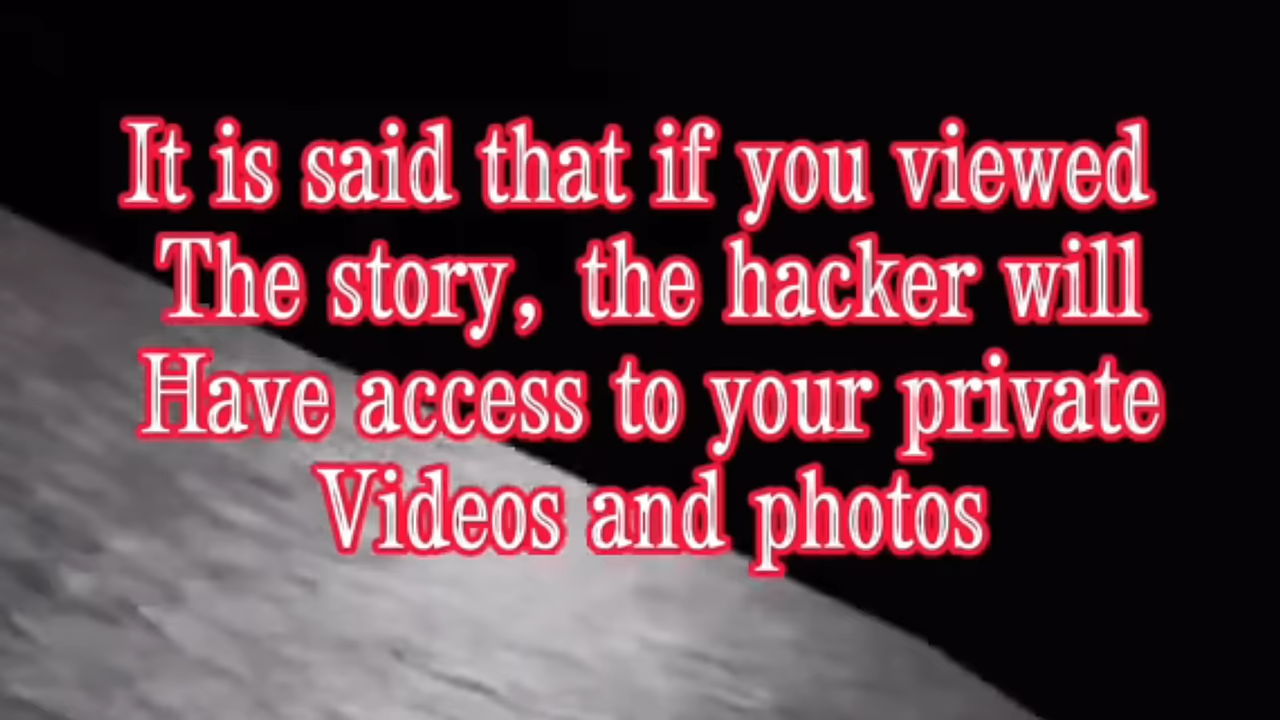 It is said that if you viewed
The story, the hacker will
Have access to your private
Videos and photos